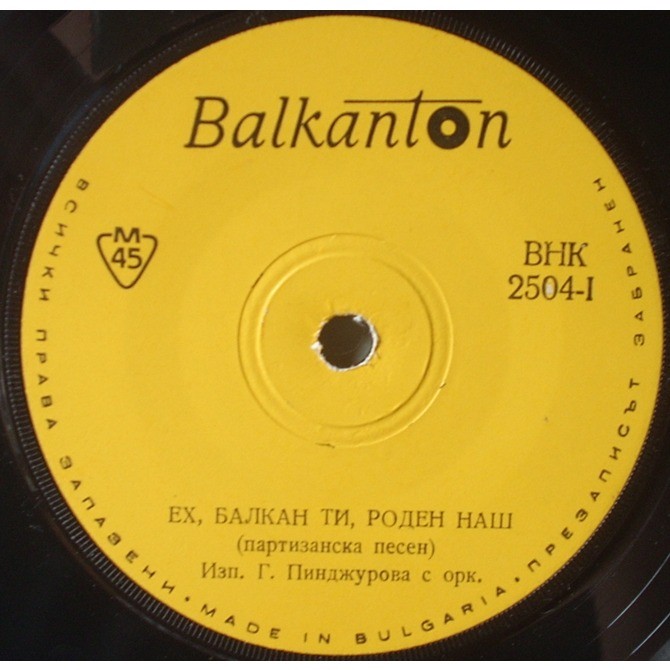 Balkanton
M
45
ВНК
2504-I
ЕХ, БАЛКАН ТИ, РОДЕН НАШ
(партизанска песен)
Изп. Г. Пинджурова с орк.
ВСИЧКИ ПРАВА ЗАПАЗЕНИ • MADE IN BULGARIA • ПРЕЗАПИСЪТ ЗАБРАНЕН